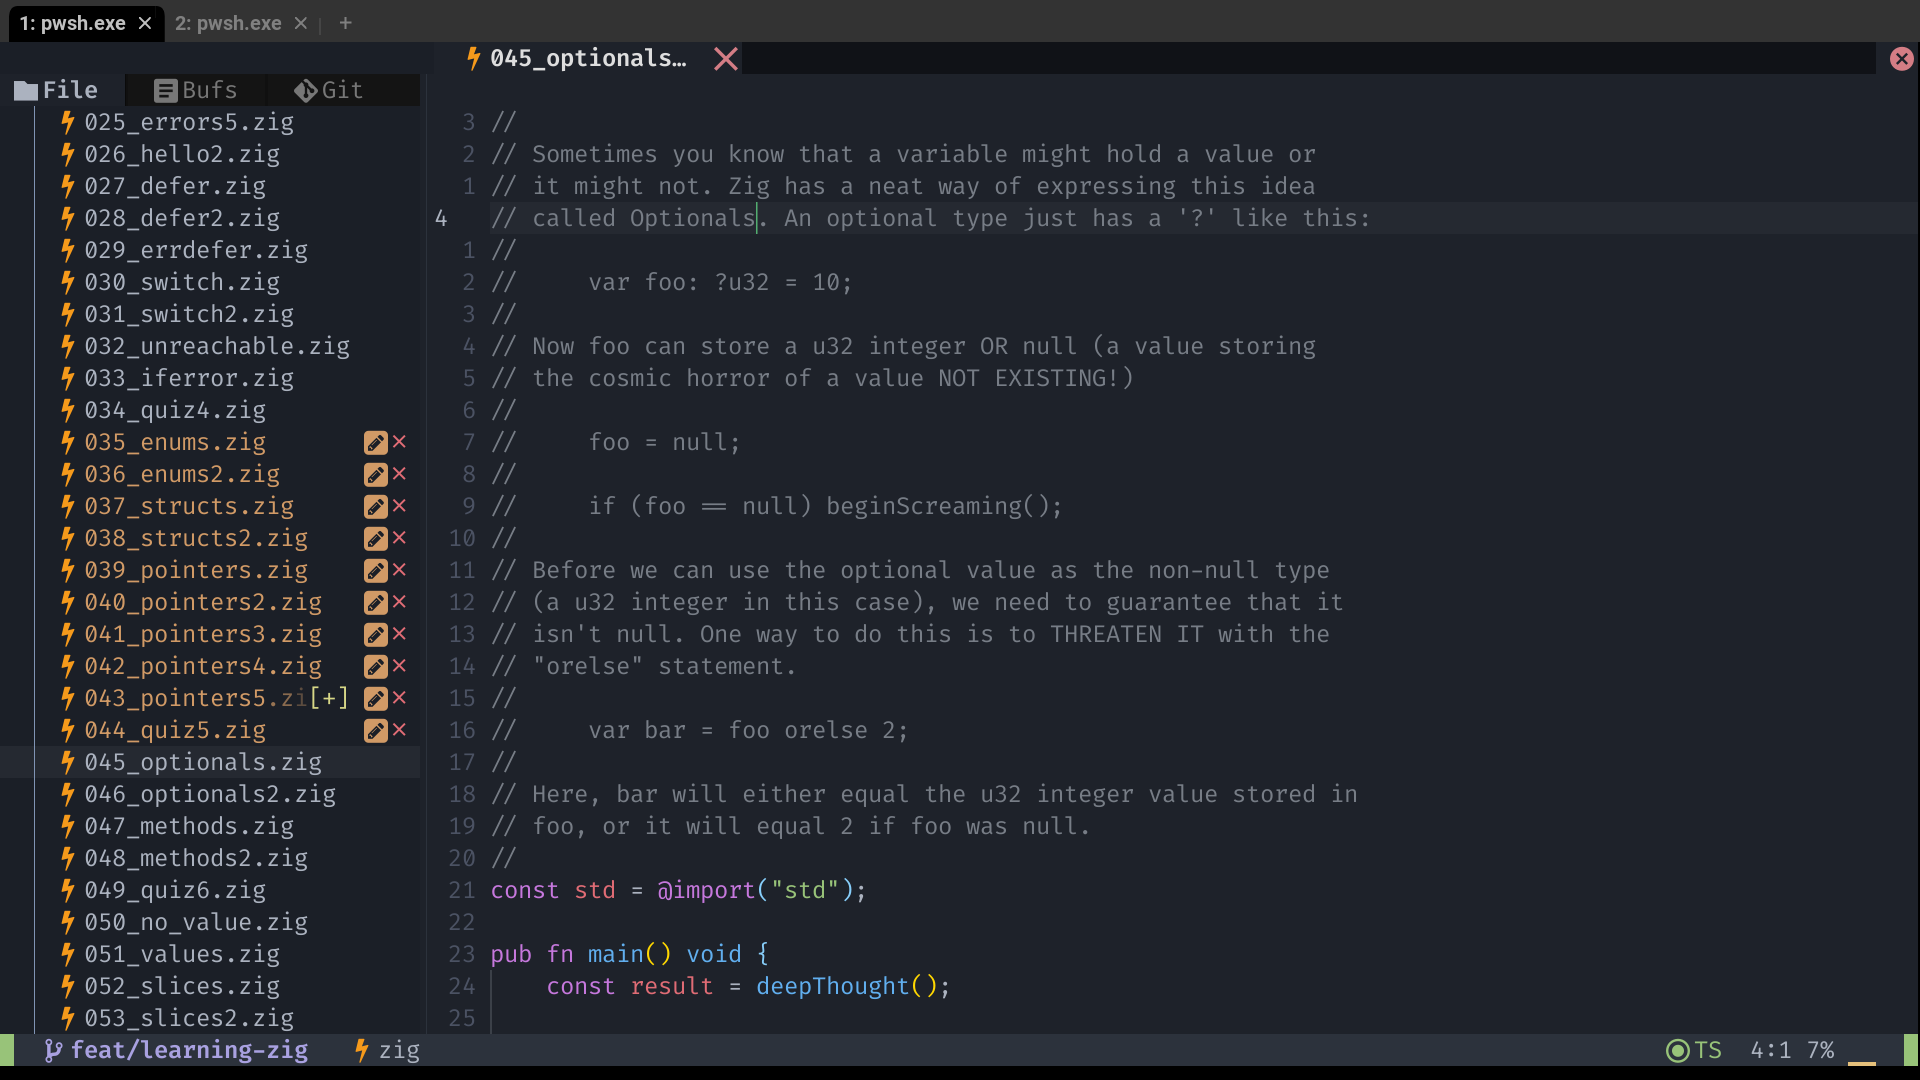 1: pwsh.exe ✕ 2: pwsh.exe ✕ | +
045_optionals…
File Bufs Git
025_errors5.zig
026_hello2.zig
027_defer.zig
028_defer2.zig
029_errdefer.zig
030_switch.zig
031_switch2.zig
032_unreachable.zig
033_iferror.zig
034_quiz4.zig
035_enums.zig
036_enums2.zig
037_structs.zig
038_structs2.zig
039_pointers.zig
040_pointers2.zig
041_pointers3.zig
042_pointers4.zig
043_pointers5.zi[+]
044_quiz5.zig
045_optionals.zig
046_optionals2.zig
047_methods.zig
048_methods2.zig
049_quiz6.zig
050_no_value.zig
051_values.zig
052_slices.zig
053_slices2.zig
3 //
2 // Sometimes you know that a variable might hold a value or
1 // it might not. Zig has a neat way of expressing this idea
4 // called Optionals. An optional type just has a '?' like this:
1 //
2 //     var foo: ?u32 = 10;
3 //
4 // Now foo can store a u32 integer OR null (a value storing
5 // the cosmic horror of a value NOT EXISTING!)
6 //
7 //     foo = null;
8 //
9 //     if (foo == null) beginScreaming();
10 //
11 // Before we can use the optional value as the non-null type
12 // (a u32 integer in this case), we need to guarantee that it
13 // isn't null. One way to do this is to THREATEN IT with the
14 // "orelse" statement.
15 //
16 //     var bar = foo orelse 2;
17 //
18 // Here, bar will either equal the u32 integer value stored in
19 // foo, or it will equal 2 if foo was null.
20 //
21 const std = @import("std");
22
23 pub fn main() void {
24     const result = deepThought();
25
feat/learning-zig zig TS 4:1 7% __